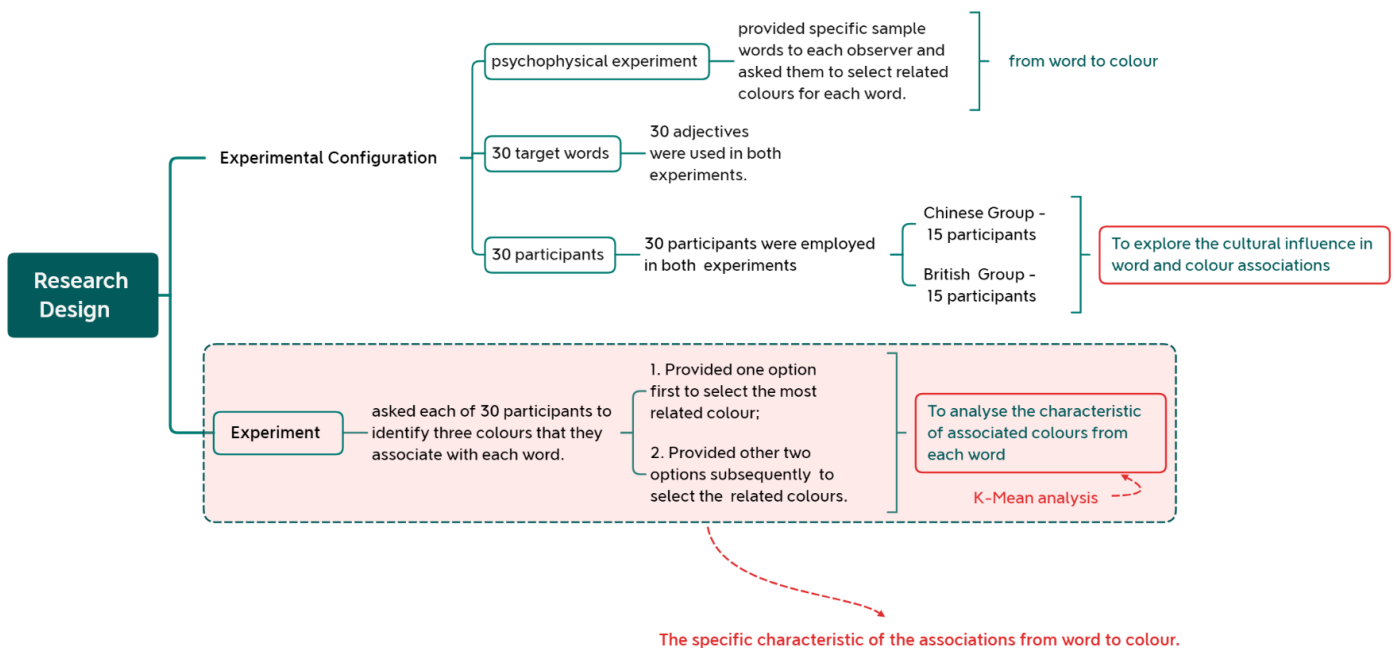 Research
Design
Experimental Configuration
psychophysical experiment
provided specific sample
words to each observer and
asked them to select related
colours for each word.
from word to colour
30 target words
30 adjectives
were used in both
experiments.
30 participants
30 participants were employed
in both experiments
Chinese Group -
15 participants
British Group -
15 participants
To explore the cultural influence in
word and colour associations
Experiment
asked each of 30 participants to
identify three colours that they
associate with each word.
1. Provided one option
first to select the most
related colour;
2. Provided other two
options subsequently to
select the related colours.
To analyse the characteristic
of associated colours from
each word
K-Mean analysis
The specific characteristic of the associations from word to colour.